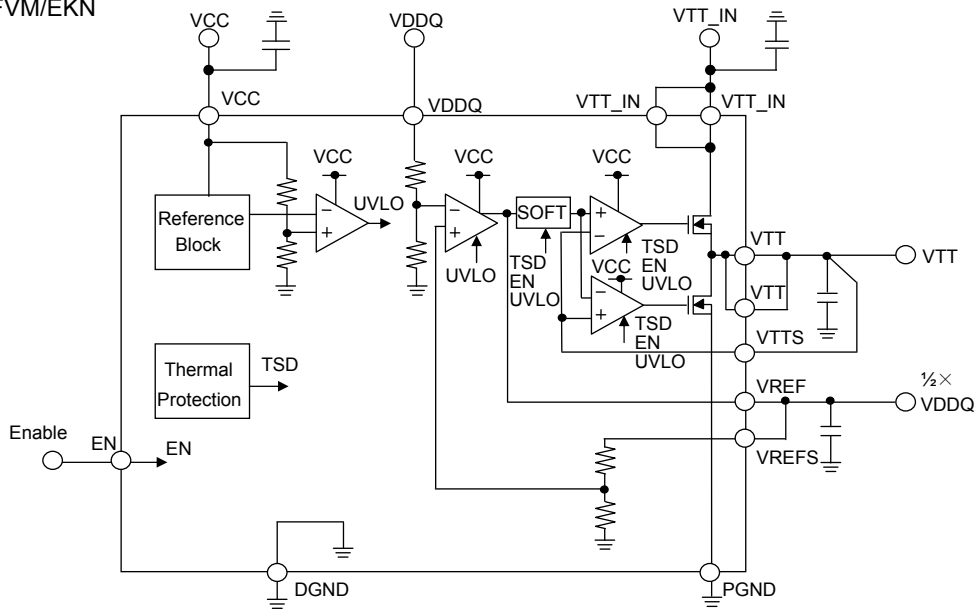 FVM/EKN
VCC
VDDQ
VTT_IN
VCC
VDDQ
VTT_IN
VTT_IN
VCC
VCC
VCC
UVLO
SOFT
Reference
Block
− +
− +
+ −
− +
UVLO
TSD
EN
UVLO
TSD
EN
UVLO
VCC
TSD
EN
UVLO
VTT
VTT
VTT
VTTS
VREF
½×
VDDQ
VREFS
Thermal
Protection
TSD
Enable
EN
EN
DGND
PGND